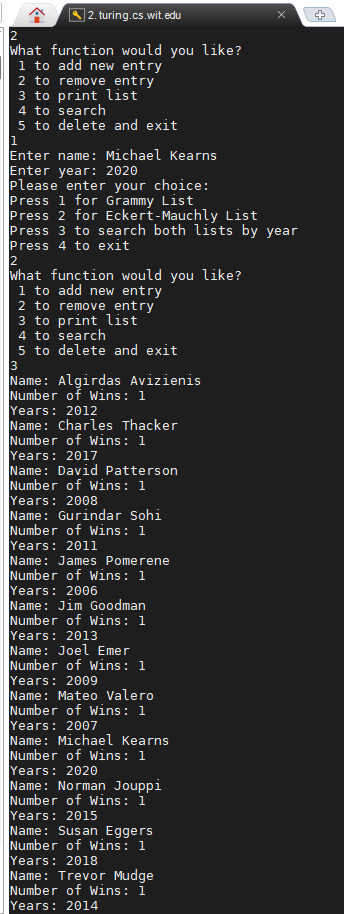 2. turing.cs.wit.edu
2
What function would you like?
1 to add new entry
2 to remove entry
3 to print list
4 to search
5 to delete and exit
1
Enter name: Michael Kearns
Enter year: 2020
Please enter your choice:
Press 1 for Grammy List
Press 2 for Eckert-Mauchly List
Press 3 to search both lists by year
Press 4 to exit
2
What function would you like?
1 to add new entry
2 to remove entry
3 to print list
4 to search
5 to delete and exit
3
Name: Algirdas Avizienis
Number of Wins: 1
Years: 2012
Name: Charles Thacker
Number of Wins: 1
Years: 2017
Name: David Patterson
Number of Wins: 1
Years: 2008
Name: Gurindar Sohi
Number of Wins: 1
Years: 2011
Name: James Pomerene
Number of Wins: 1
Years: 2006
Name: Jim Goodman
Number of Wins: 1
Years: 2013
Name: Joel Emer
Number of Wins: 1
Years: 2009
Name: Mateo Valero
Number of Wins: 1
Years: 2007
Name: Michael Kearns
Number of Wins: 1
Years: 2020
Name: Norman Jouppi
Number of Wins: 1
Years: 2015
Name: Susan Eggers
Number of Wins: 1
Years: 2018
Name: Trevor Mudge
Number of Wins: 1
Years: 2014